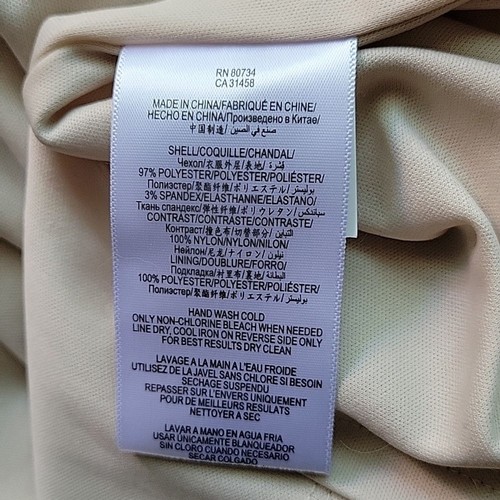 RN 80734
CA 31458
MADE IN CHINA/FABRIQUÉ EN CHINE/
HECHO EN CHINA/Произведено в Китае/
中国制造/ صنع في الصين
SHELL/COQUILLE/CHANDAL/
Чехол/衣服外层/表地/ قشرة/
97% POLYESTER/POLYESTER/POLIÉSTER/
Полиэстер/聚酯纤维/ポリエステル/ بوليستر/
3% SPANDEX/ELASTHANNE/ELASTANO/
Ткань спандекс/弹性纤维/ポリウレタン/ سباندكس/
CONTRAST/CONTRASTE/CONTRASTE/
Контраст/撞色布/切替部分/ التباين/
100% NYLON/NYLON/NILON/
Нейлон/尼龙/ナイロン/ نيلون/
LINING/DOUBLURE/FORRO/
Подкладка/衬里布/裏地/ البطانة/
100% POLYESTER/POLYESTER/POLIÉSTER/
Полиэстер/聚酯纤维/ポリエステル/ بوليستر/
HAND WASH COLD
ONLY NON-CHLORINE BLEACH WHEN NEEDED
LINE DRY, COOL IRON ON REVERSE SIDE ONLY
FOR BEST RESULTS DRY CLEAN
LAVAGE A LA MAIN A L'EAU FROIDE
UTILISEZ DE LA JAVEL SANS CHLORE SI BESOIN
SECHAGE SUSPENDU
REPASSER SUR L'ENVERS UNIQUEMENT
POUR DE MEILLEURS RESULATS
NETTOYER A SEC
LAVAR A MANO EN AGUA FRIA
USAR ÚNICAMENTE BLANQUEADOR
SIN CLORO CUANDO NECESARIO
SECAR COLGADO